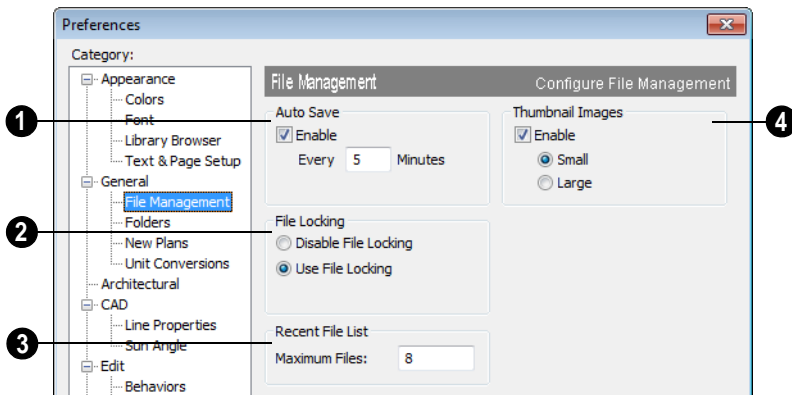 Preferences
Category:
Appearance
Colors
Font
Library Browser
Text & Page Setup
General
File Management
Folders
New Plans
Unit Conversions
Architectural
CAD
Line Properties
Sun Angle
Edit
Behaviors
File Management
Configure File Management
Auto Save
Enable
Every 5 Minutes
Thumbnail Images
Enable
Small
Large
File Locking
Disable File Locking
Use File Locking
Recent File List
Maximum Files: 8
1
2
3
4